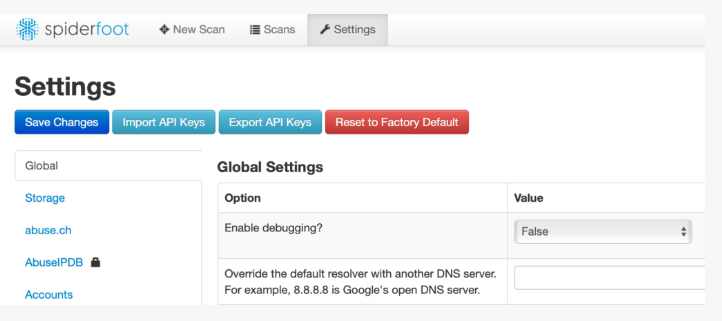 spiderfoot New Scan Scans Settings
Settings
Save Changes Import API Keys Export API Keys Reset to Factory Default
Global
Global Settings
Option Value
Storage
Enable debugging? False
abuse.ch
AbuseIPDB
Override the default resolver with another DNS server.
For example, 8.8.8.8 is Google's open DNS server.
Accounts